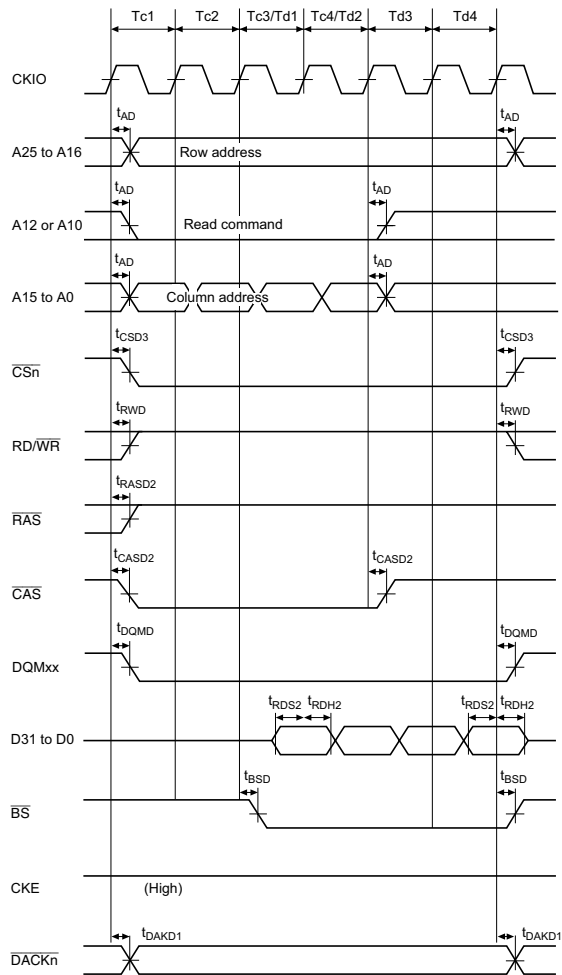 Tc1 Tc2 Tc3/Td1 Tc4/Td2 Td3 Td4
CKIO
tAD tAD
A25 to A16 Row address
tAD tAD
A12 or A10 Read command
tAD tAD
A15 to A0 Column address
tCSD3 tCSD3
CSn
tRWD tRWD
RD/WR
tRASD2
RAS
tCASD2 tCASD2
CAS
tDQMD tDQMD
DQMxx
tRDS2 tRDH2 tRDS2 tRDH2
D31 to D0
tBSD tBSD
BS
CKE (High)
tDAKD1 tDAKD1
DACKn